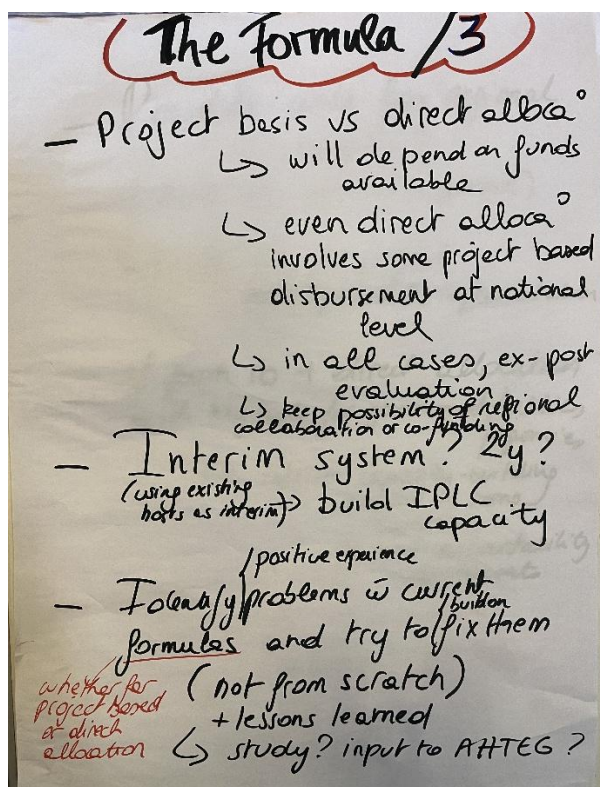 The Formula /3
— Project basis vs direct alloca°
↳ will depend on funds
available
↳ even direct alloca°
involves some project based
disbursement at national
level
↳ in all cases, ex-post
evaluation
↳ keep possibility of regional
collaboration or co-funding
— Interim system? 2y?
(using existing
hosts as interim) → build IPLC
capacity
/ positive experience
— Identify problems w current
/ build on
formulas and try to fix them
whether for
project based
or direct
allocation
(not from scratch)
+ lessons learned
↳ study? input to AHTEG?